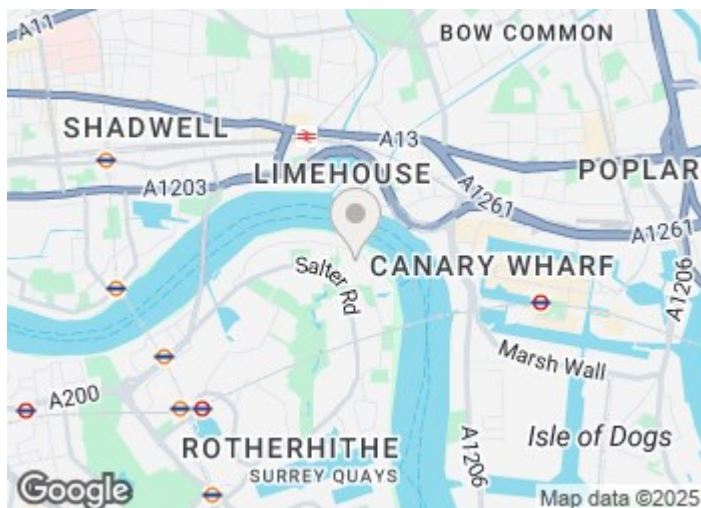 A11
BOW COMMON
SHADWELL
A13
LIMEHOUSE
POPLAR
A1203
A1261
A1261
Salter Rd
CANARY WHARF
A1206
Marsh Wall
A200
A1206
Isle of Dogs
ROTHERHITHE
SURREY QUAYS
Google
Map data ©2025